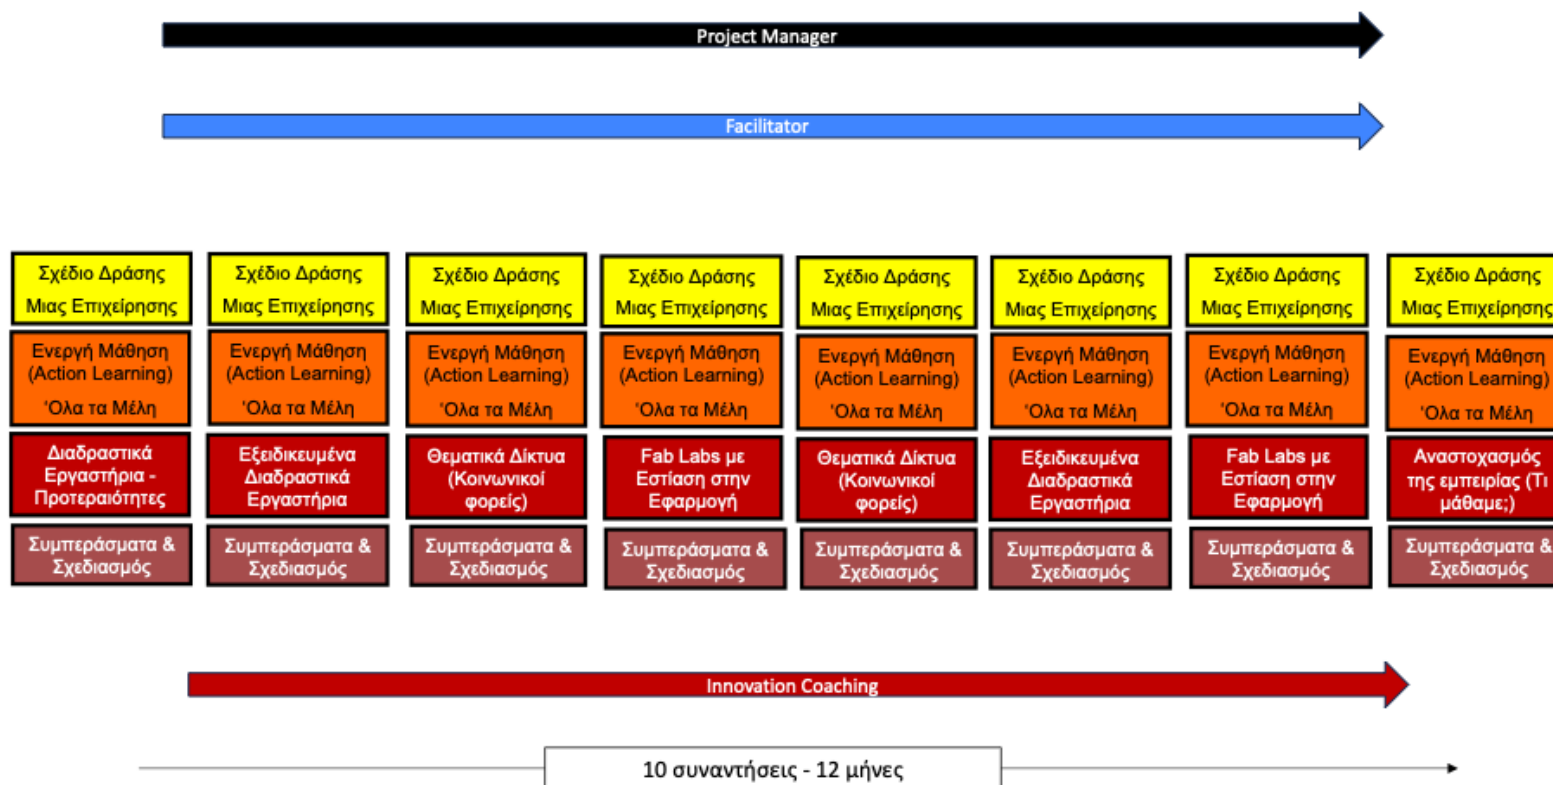 Project Manager
Facilitator
Σχέδιο Δράσης
Μιας Επιχείρησης
Ενεργή Μάθηση
(Action Learning)
'Ολα τα Μέλη
Διαδραστικά
Εργαστήρια -
Προτεραιότητες
Συμπεράσματα &
Σχεδιασμός
Σχέδιο Δράσης
Μιας Επιχείρησης
Ενεργή Μάθηση
(Action Learning)
'Ολα τα Μέλη
Εξειδικευμένα
Διαδραστικά
Εργαστήρια
Συμπεράσματα &
Σχεδιασμός
Σχέδιο Δράσης
Μιας Επιχείρησης
Ενεργή Μάθηση
(Action Learning)
'Ολα τα Μέλη
Θεματικά Δίκτυα
(Κοινωνικοί
φορείς)
Συμπεράσματα &
Σχεδιασμός
Σχέδιο Δράσης
Μιας Επιχείρησης
Ενεργή Μάθηση
(Action Learning)
'Ολα τα Μέλη
Fab Labs με
Εστίαση στην
Εφαρμογή
Συμπεράσματα &
Σχεδιασμός
Σχέδιο Δράσης
Μιας Επιχείρησης
Ενεργή Μάθηση
(Action Learning)
'Ολα τα Μέλη
Θεματικά Δίκτυα
(Κοινωνικοί
φορείς)
Συμπεράσματα &
Σχεδιασμός
Σχέδιο Δράσης
Μιας Επιχείρησης
Ενεργή Μάθηση
(Action Learning)
'Ολα τα Μέλη
Εξειδικευμένα
Διαδραστικά
Εργαστήρια
Συμπεράσματα &
Σχεδιασμός
Σχέδιο Δράσης
Μιας Επιχείρησης
Ενεργή Μάθηση
(Action Learning)
'Ολα τα Μέλη
Fab Labs με
Εστίαση στην
Εφαρμογή
Συμπεράσματα &
Σχεδιασμός
Σχέδιο Δράσης
Μιας Επιχείρησης
Ενεργή Μάθηση
(Action Learning)
'Ολα τα Μέλη
Αναστοχασμός
της εμπειρίας (Τι
μάθαμε;)
Συμπεράσματα &
Σχεδιασμός
Innovation Coaching
10 συναντήσεις - 12 μήνες